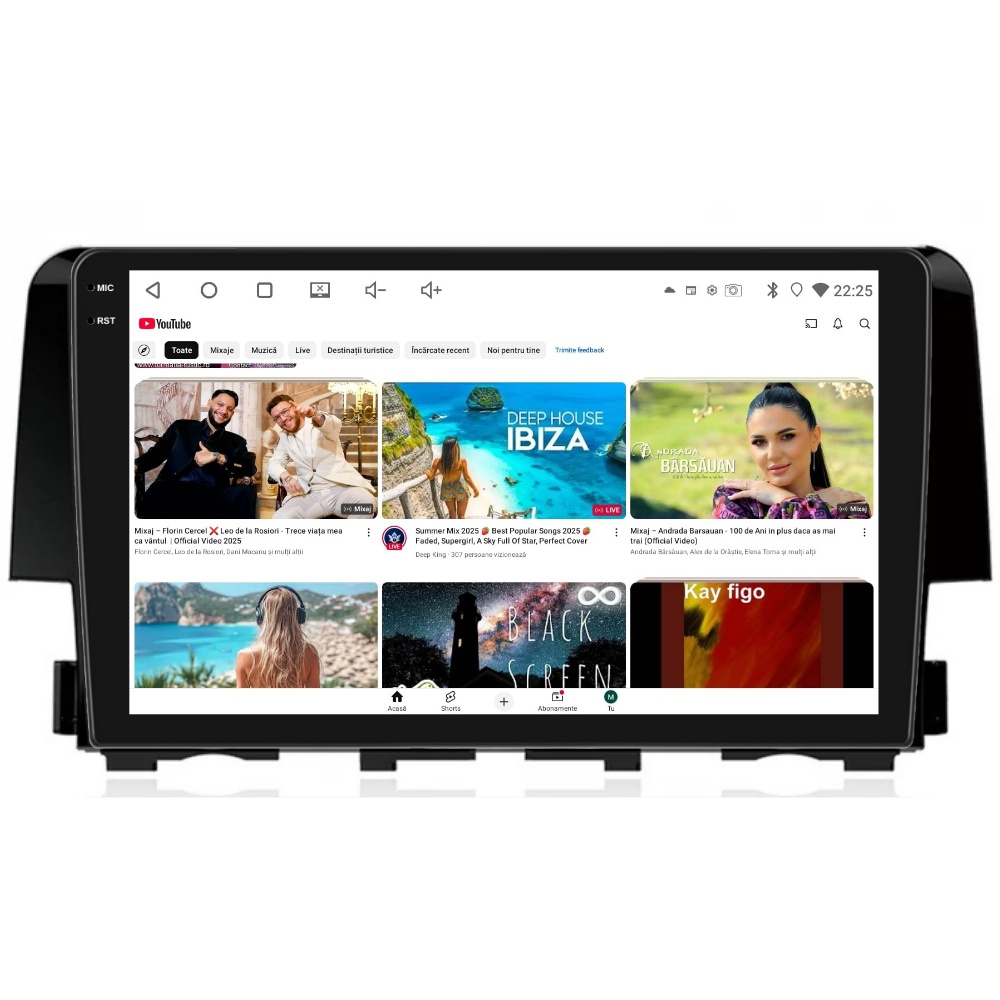 MIC
RST
22:25
YouTube
Toate
Mixaje
Muzică
Live
Destinații turistice
Încărcate recent
Noi pentru tine
Trimite feedback
Mixaj
DEEP HOUSE
IBIZA
LIVE
ANDRADA
BÂRSĂUAN
Mixaj
Mixaj – Florin Cercel ❌ Leo de la Rosiori - Trece viața mea
ca vântul | Official Video 2025
Florin Cercel, Leo de la Rosiori, Dani Mocanu și mulți alții
LIVE
Summer Mix 2025 🍓 Best Popular Songs 2025 🍓
Faded, Supergirl, A Sky Full Of Star, Perfect Cover
Deep King · 307 persoane vizionează
Mixaj – Andrada Barsauan - 100 de Ani in plus daca as mai
trai (Official Video)
Andrada Bârsăuan, Alex de la Orăștie, Elena Toma și mulți alții
BLACK
SCREEN
Kay figo
Acasă
Shorts
Abonamente
M
Tu